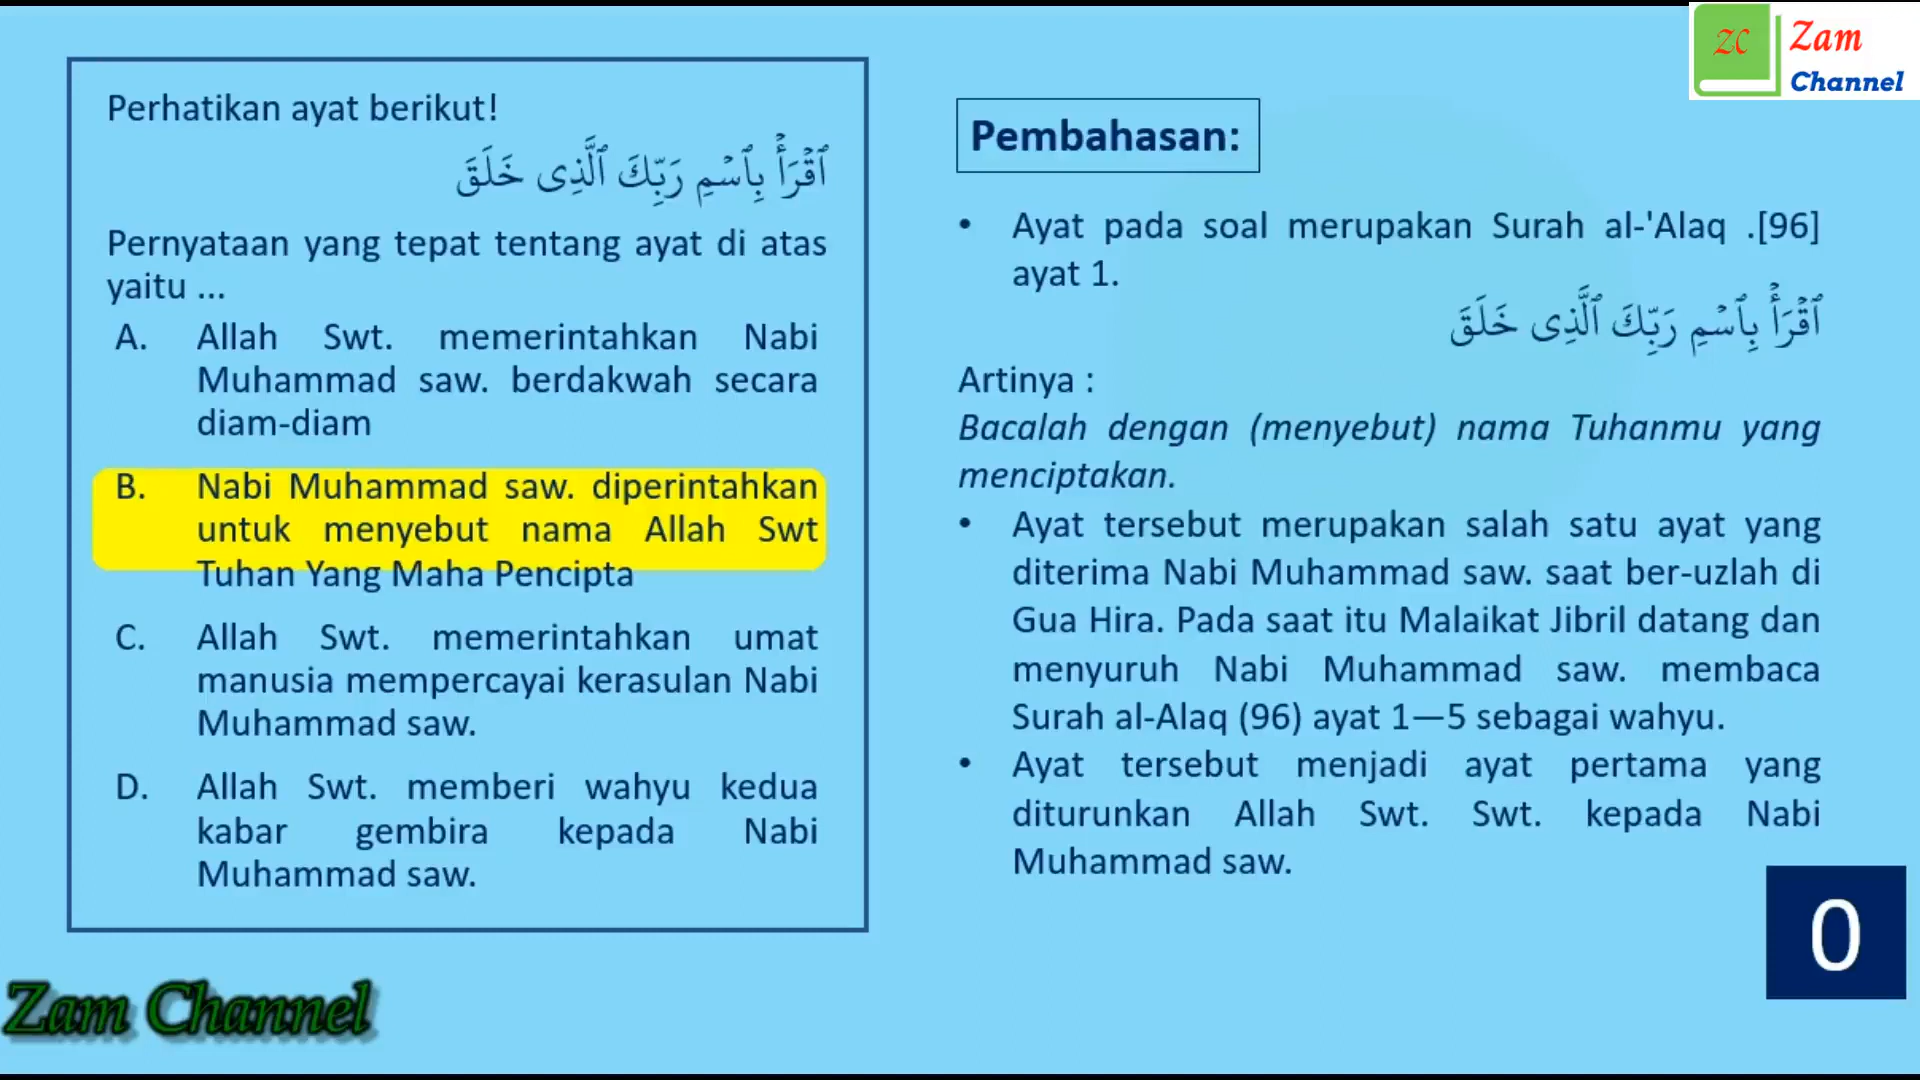 ZC
Zam
Channel
Perhatikan ayat berikut!
ٱقْرَأْ بِٱسْمِ رَبِّكَ ٱلَّذِى خَلَقَ
Pernyataan yang tepat tentang ayat di atas
yaitu ...
A. Allah Swt. memerintahkan Nabi
Muhammad saw. berdakwah secara
diam-diam
B. Nabi Muhammad saw. diperintahkan
untuk menyebut nama Allah Swt
Tuhan Yang Maha Pencipta
C. Allah Swt. memerintahkan umat
manusia mempercayai kerasulan Nabi
Muhammad saw.
D. Allah Swt. memberi wahyu kedua
kabar gembira kepada Nabi
Muhammad saw.
Pembahasan:
• Ayat pada soal merupakan Surah al-'Alaq .[96]
ayat 1.
ٱقْرَأْ بِٱسْمِ رَبِّكَ ٱلَّذِى خَلَقَ
Artinya :
Bacalah dengan (menyebut) nama Tuhanmu yang
menciptakan.
• Ayat tersebut merupakan salah satu ayat yang
diterima Nabi Muhammad saw. saat ber-uzlah di
Gua Hira. Pada saat itu Malaikat Jibril datang dan
menyuruh Nabi Muhammad saw. membaca
Surah al-Alaq (96) ayat 1—5 sebagai wahyu.
• Ayat tersebut menjadi ayat pertama yang
diturunkan Allah Swt. Swt. kepada Nabi
Muhammad saw.
0
Zam Channel